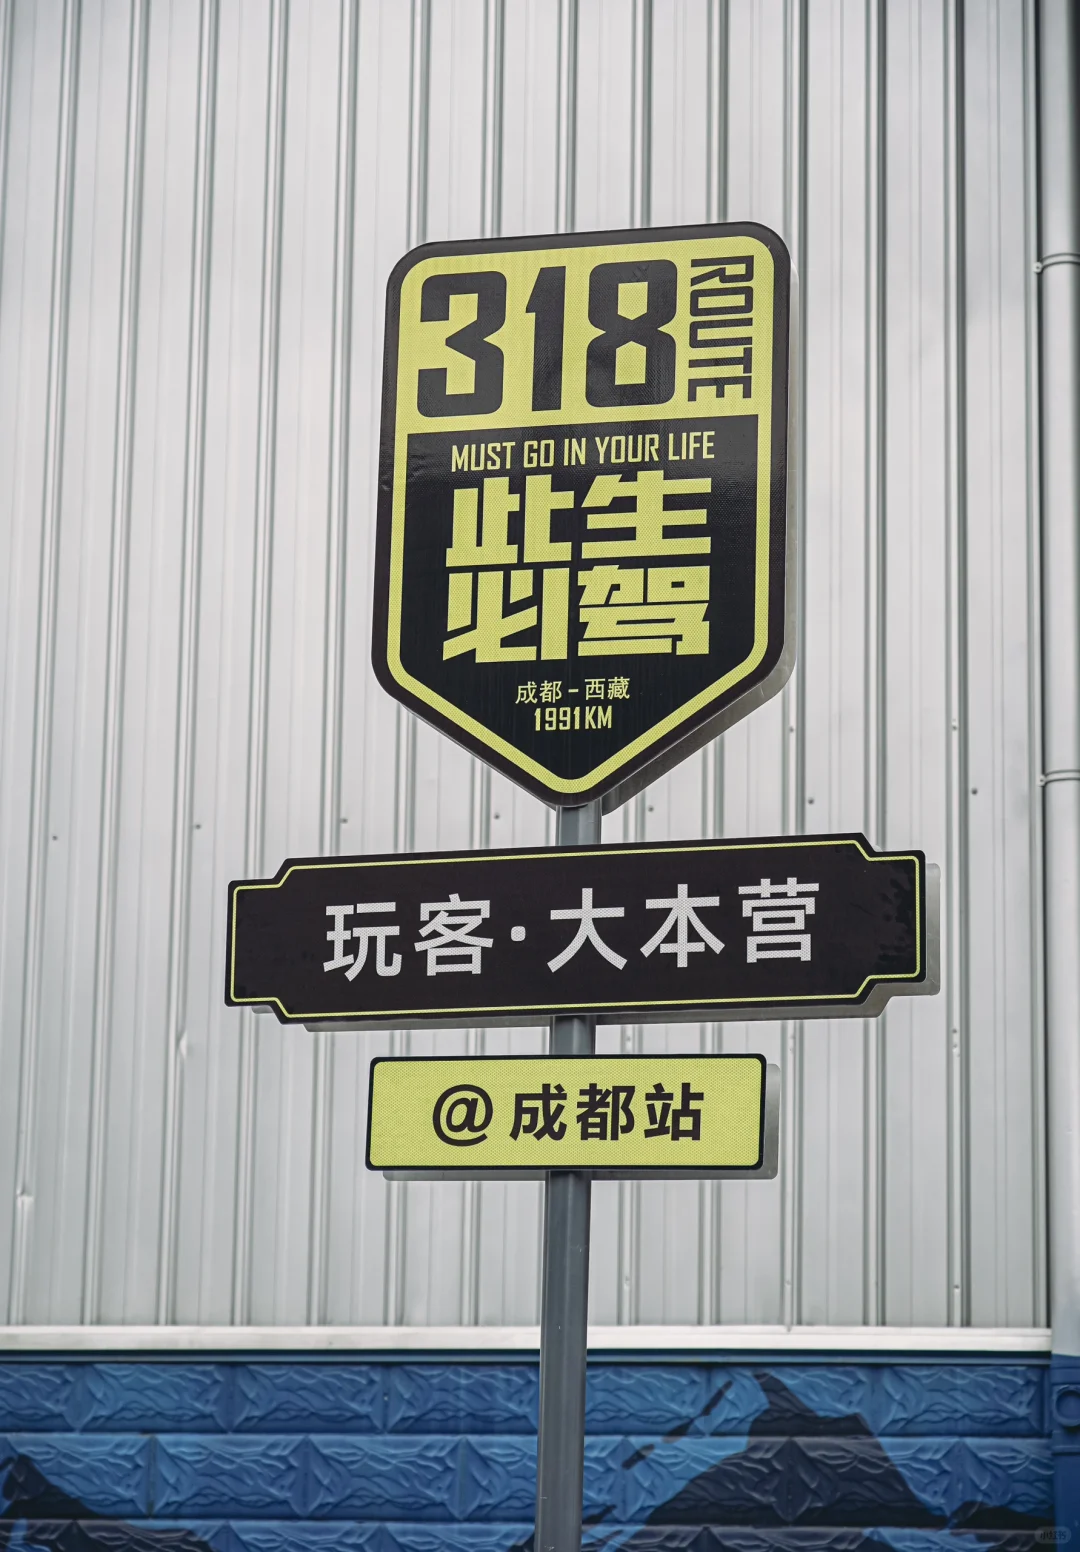 318 ROUTE
MUST GO IN YOUR LIFE
此生
必驾
成都-西藏
1991KM
玩客·大本营
@成都站